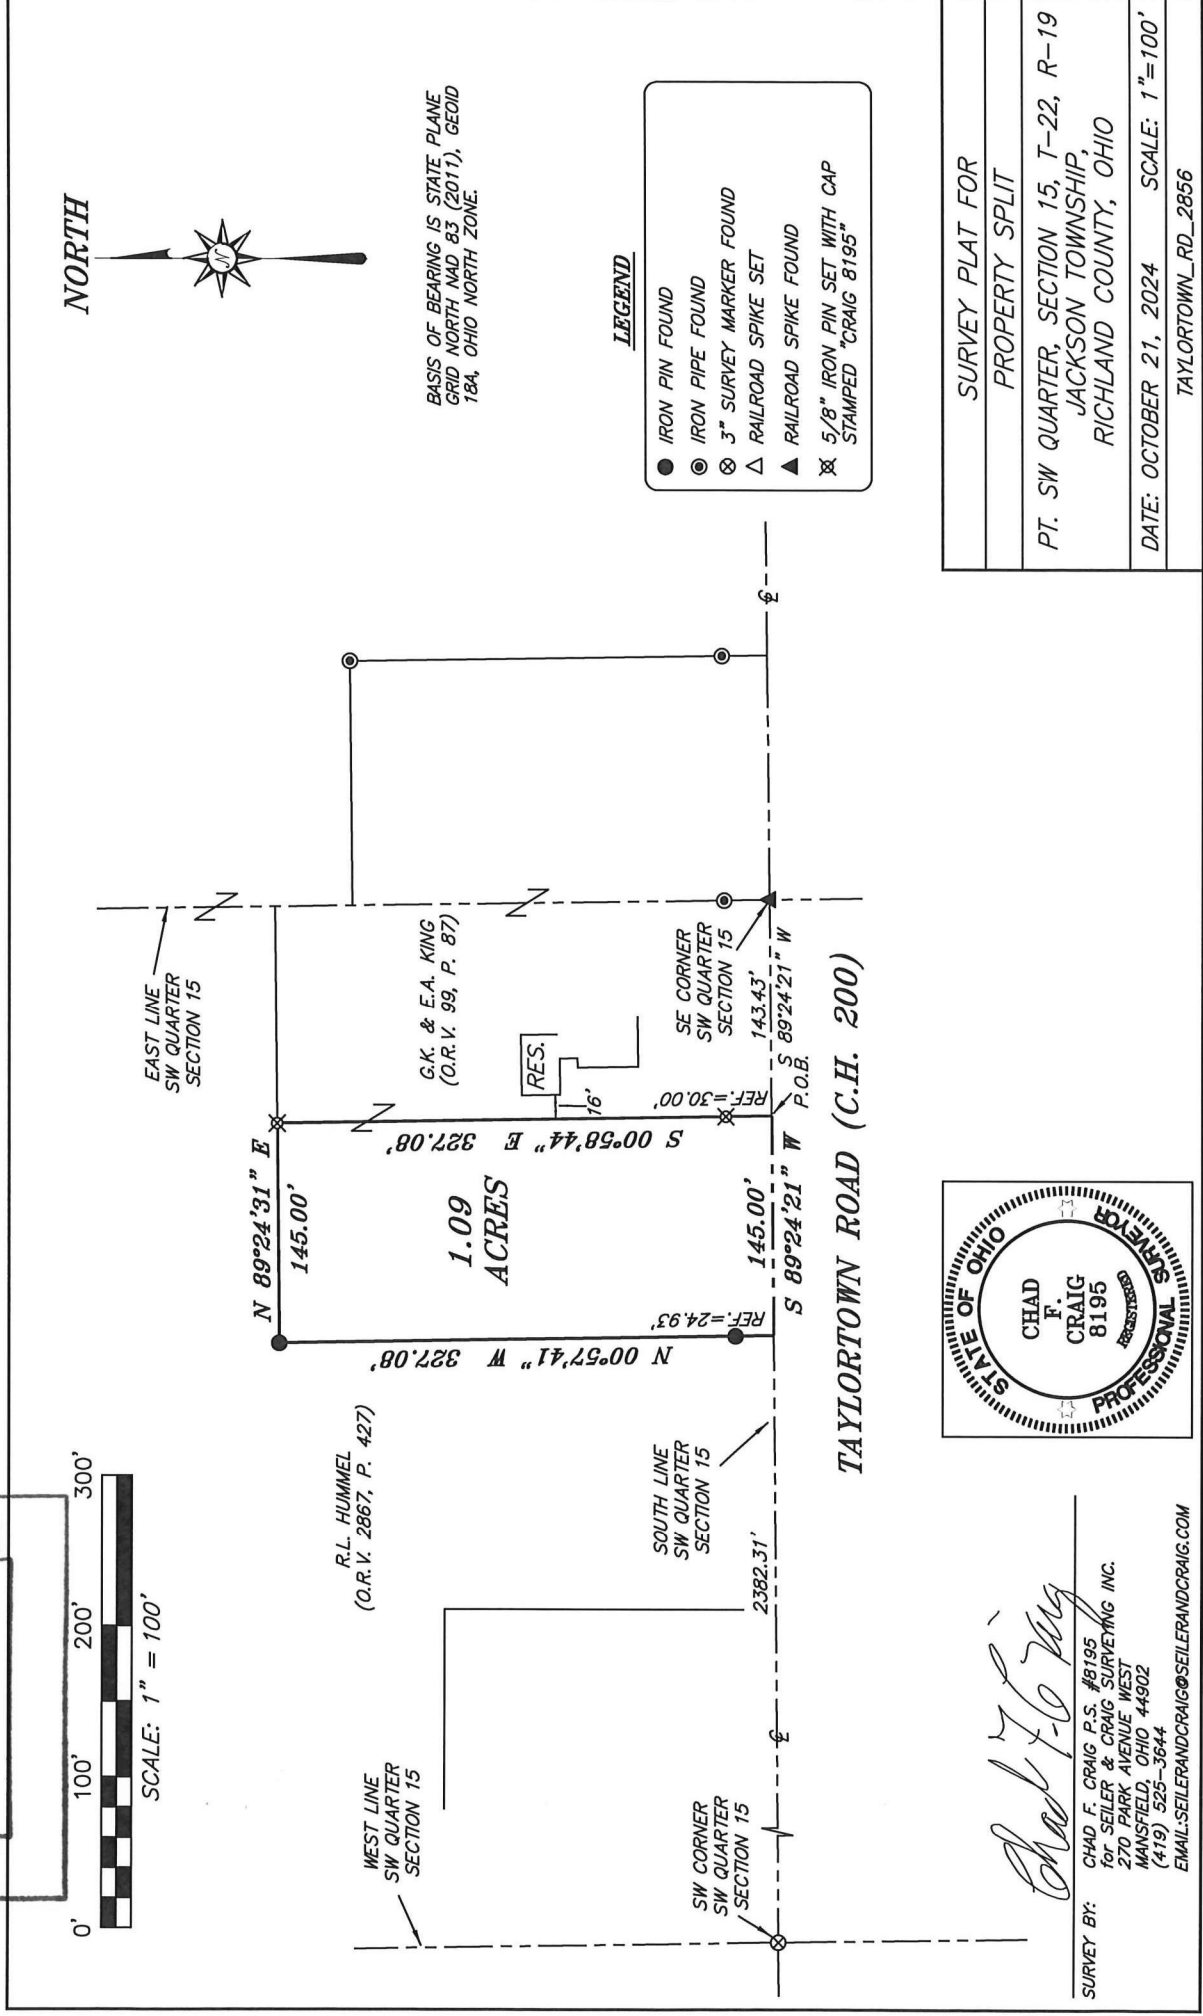 0' 100' 200' 300'
SCALE: 1" = 100'
NORTH
N
BASIS OF BEARING IS STATE PLANE
GRID NORTH NAD 83 (2011), GEOID
18A, OHIO NORTH ZONE.
EAST LINE
SW QUARTER
SECTION 15
N 89°24'31" E
145.00'
R.L. HUMMEL
(O.R.V. 2867, P. 427)
G.K. & E.A. KING
(O.R.V. 99, P. 87)
N 00°57'41" W 327.08'
1.09
ACRES
S 00°58'44" E 327.08'
RES.
16'
REF.=24.93'
REF.=30.00'
WEST LINE
SW QUARTER
SECTION 15
SOUTH LINE
SW QUARTER
SECTION 15
SE CORNER
SW QUARTER
SECTION 15
SW CORNER
SW QUARTER
SECTION 15
2382.31'
145.00'
143.43'
S 89°24'21" W
P.O.B.
S 89°24'21" W
TAYLORTOWN ROAD (C.H. 200)
LEGEND
IRON PIN FOUND
IRON PIPE FOUND
3" SURVEY MARKER FOUND
RAILROAD SPIKE SET
RAILROAD SPIKE FOUND
5/8" IRON PIN SET WITH CAP
STAMPED "CRAIG 8195"
Chad F. Craig
SURVEY BY:
CHAD F. CRAIG P.S. #8195
for SEILER & CRAIG SURVEYING INC.
270 PARK AVENUE WEST
MANSFIELD, OHIO 44902
(419) 525-3644
EMAIL:SEILERANDCRAIG@SEILERANDCRAIG.COM
STATE OF OHIO
CHAD
F.
CRAIG
8195
REGISTERED
PROFESSIONAL SURVEYOR
SURVEY PLAT FOR
PROPERTY SPLIT
PT. SW QUARTER, SECTION 15, T-22, R-19
JACKSON TOWNSHIP,
RICHLAND COUNTY, OHIO
DATE: OCTOBER 21, 2024 SCALE: 1"=100'
TAYLORTOWN_RD_2856